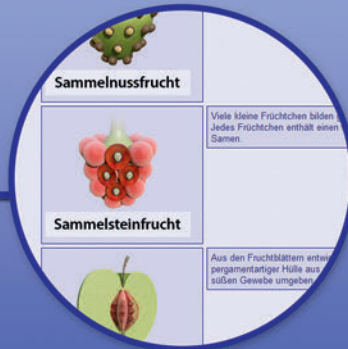 Sammelnussfrucht
Viele kleine Früchtchen bilden
Jedes Früchtchen enthält einen
Samen.
Sammelsteinfrucht
Aus den Fruchtblättern
pergamentartiger Hülle aus
süßen Gewebe umgeben